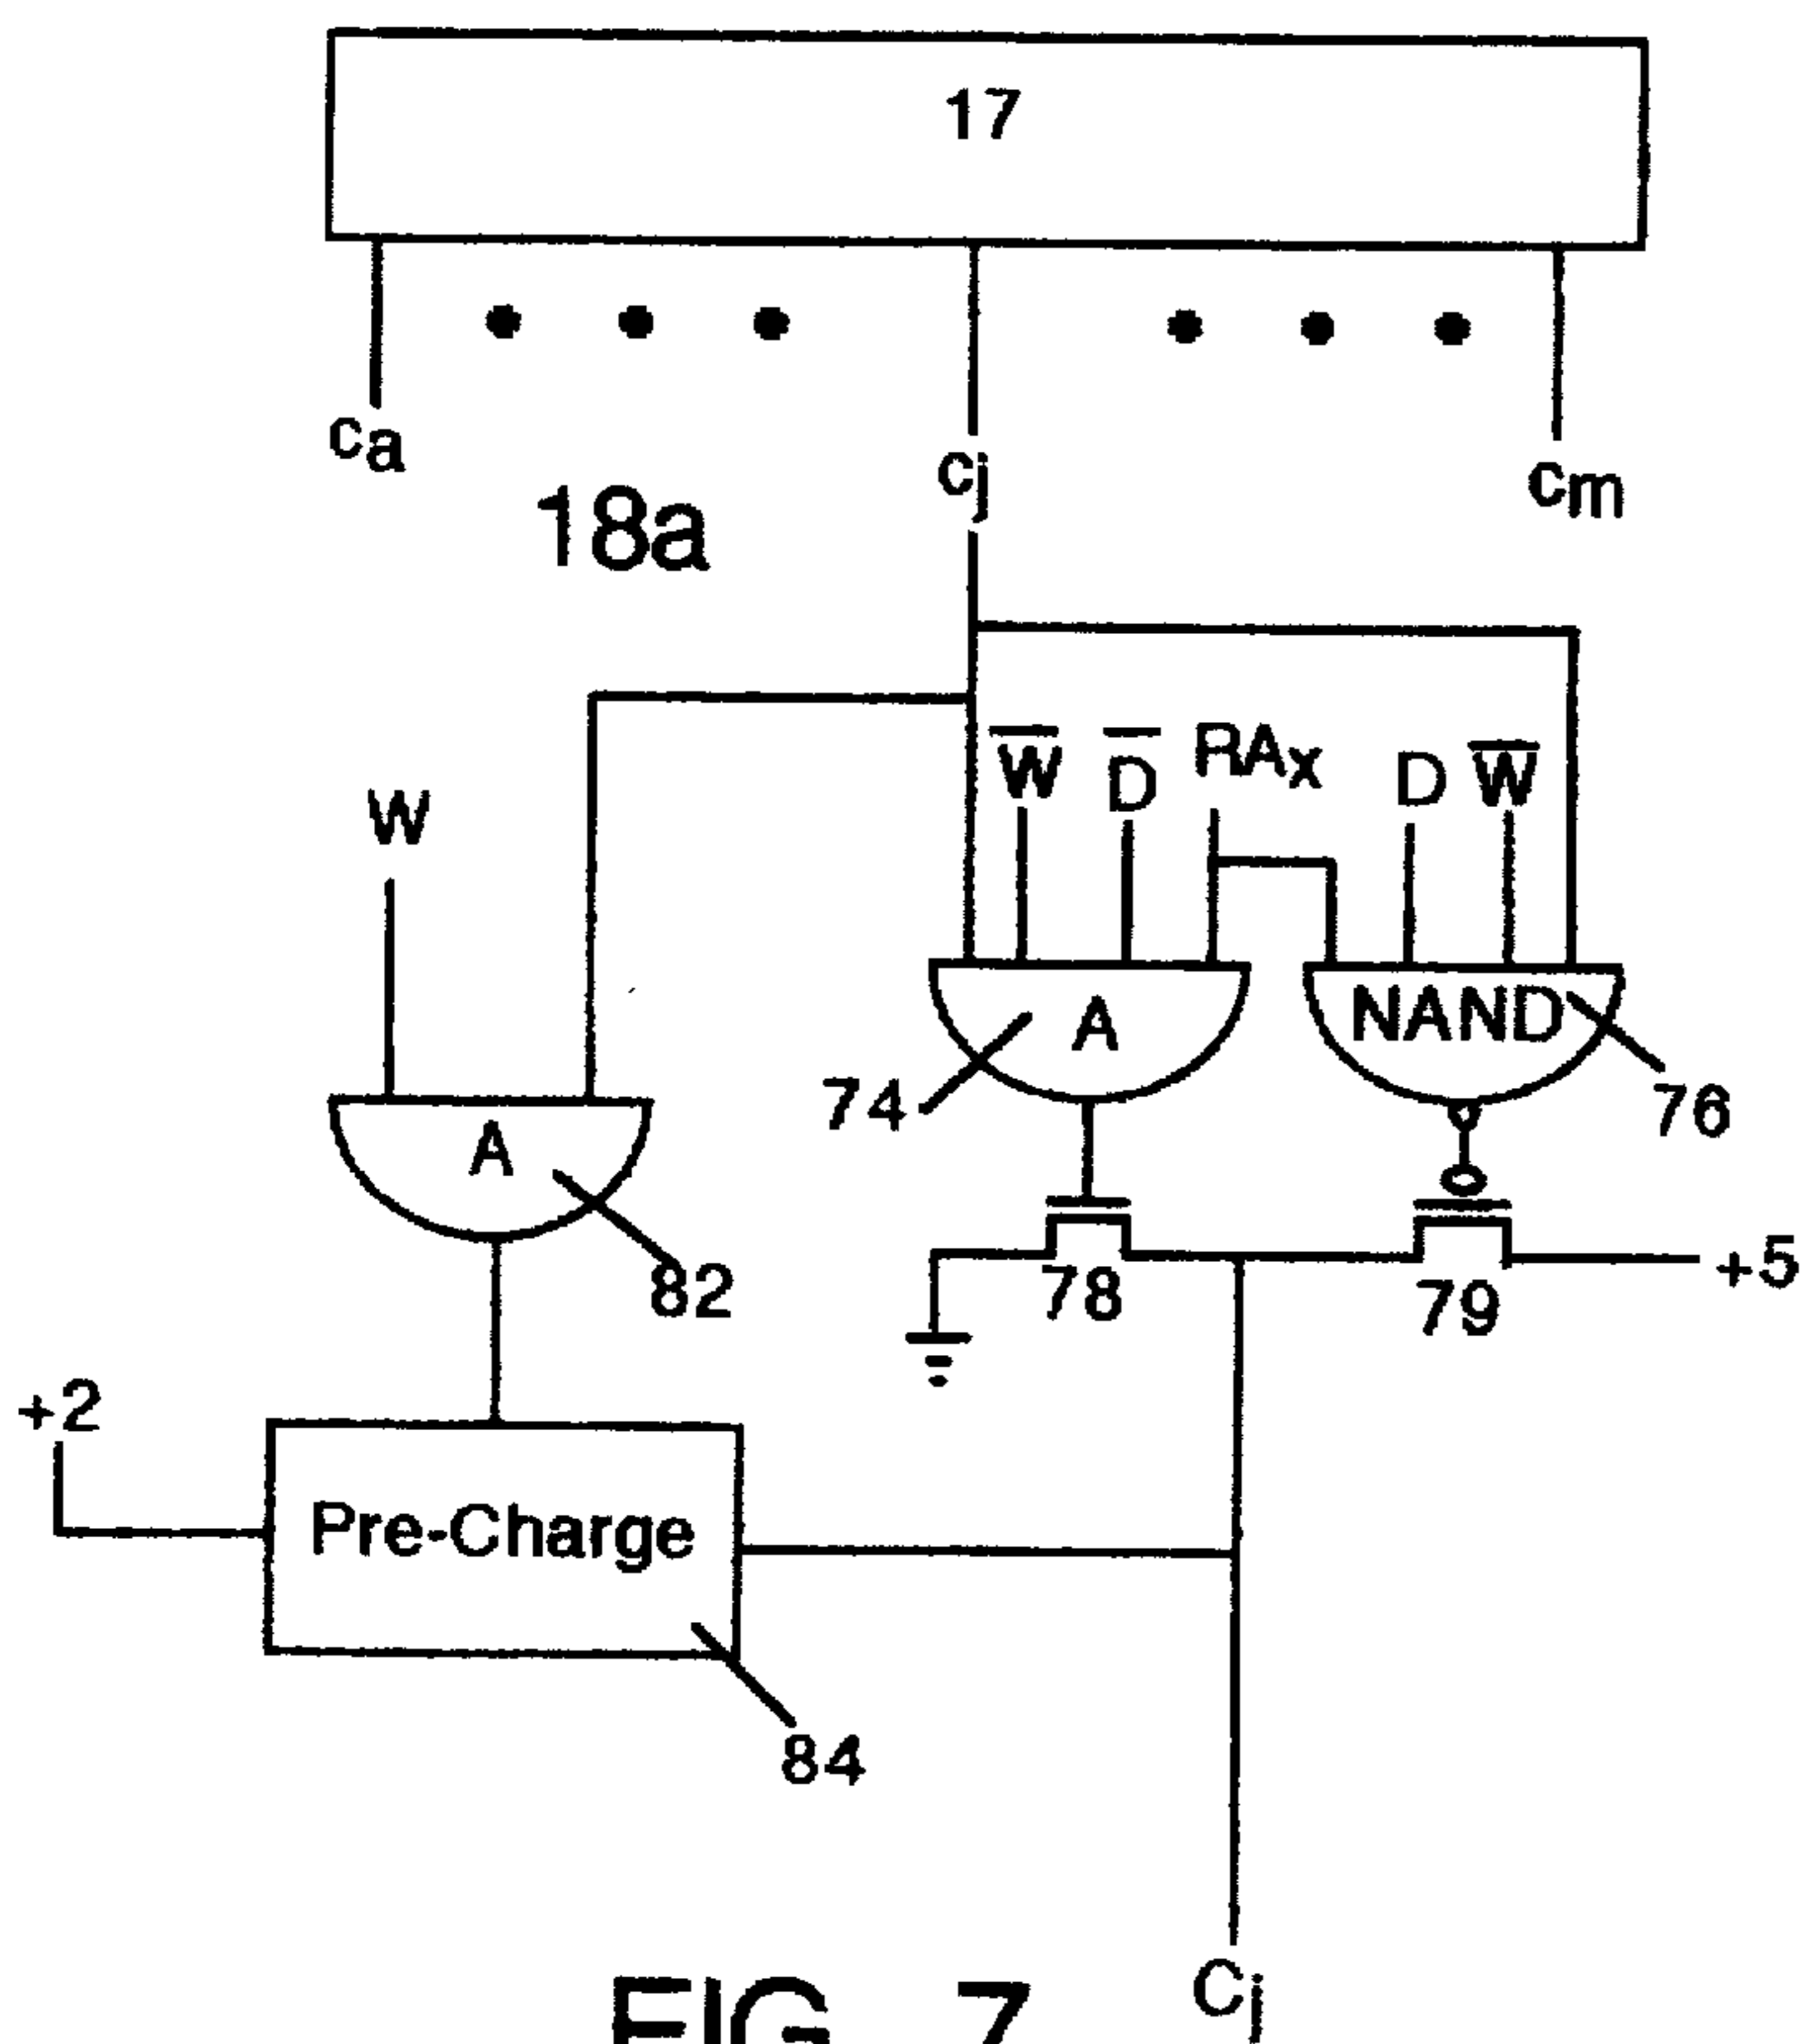 17
ca
cj
cm
18a
W
W̅
D̅
RAx
D
W̅
A
NAND
74
76
A
82
78
79
+5
+2
Pre-Charge
84
Cj
FIG. 7